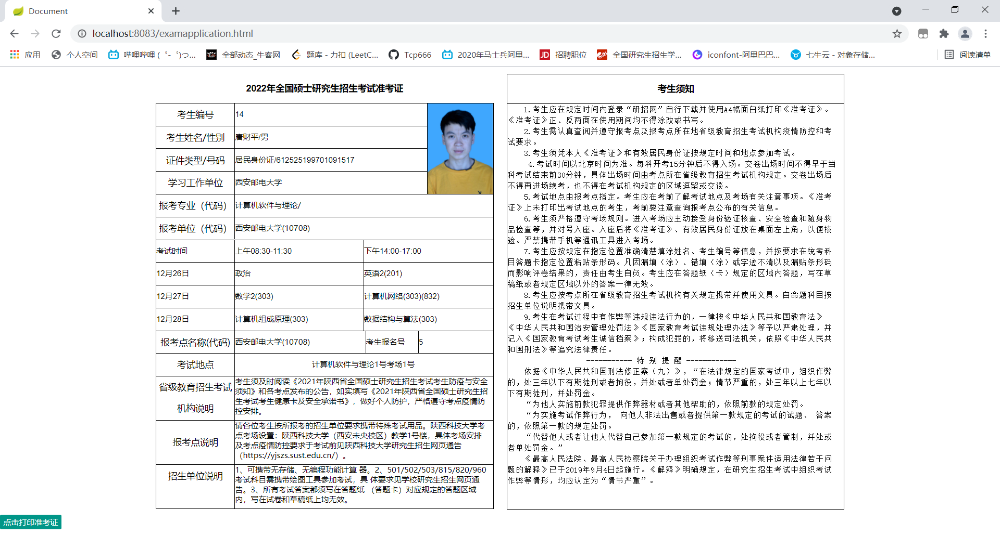 Document
localhost:8083/examapplication.html
应用
个人空间
哔哩哔哩 (゜-゜)つ...
全部动态_牛客网
题库 - 力扣 (LeetC...
Tcp666
2020年马士兵阿里...
JD
招聘职位
全国研究生招生学...
iconfont-阿里巴巴...
七牛云 - 对象存储...
阅读清单
2022年全国硕士研究生招生考试准考证
考生编号 14
考生姓名/性别 唐财平/男
证件类型/号码 居民身份证/612525199701091517
学习工作单位 西安邮电大学
报考专业（代码） 计算机软件与理论/
报考单位（代码） 西安邮电大学(10708)
考试时间 上午08:30-11:30 下午14:00-17:00
12月26日 政治 英语2(201)
12月27日 数学2(303) 计算机网络(303)(832)
12月28日 计算机组成原理(303) 数据结构与算法(303)
报考点名称(代码) 西安邮电大学(10708) 考生报名号 5
考试地点 计算机软件与理论1号考场1号
省级教育招生考试
机构说明
考生须及时阅读《2021年陕西省全国硕士研究生招生考试考生防疫与安全
须知》和各考点发布的公告，如实填写《2021年陕西省全国硕士研究生招
生考试考生健康卡及安全承诺书》，做好个人防护，严格遵守考点疫情防
控安排。
报考点说明
请各位考生按所报考的招生单位要求携带特殊考试用品。陕西科技大学考
点考场设置：陕西科技大学（西安未央校区）教学1号楼，具体考场安排
及考点疫情防控要求于考试前见陕西科技大学研究生招生网页通告
（https://yjszs.sust.edu.cn/）。
招生单位说明
1、可携带无存储、无编程功能计算 器。2、501/502/503/815/820/960
考试科目需携带绘图工具参加考试，具 体要求见学校研究生招生网页通
告。3、所有考试答案都须写在答题纸 （答题卡）对应规定的答题区域
内，写在试卷和草稿纸上均无效。
考生须知
1.考生应在规定时间内登录“研招网”自行下载并使用A4幅面白纸打印《准考证》。
《准考证》正、反两面在使用期间均不得涂改或书写。
2.考生需认真查阅并遵守报考点及报考点所在地省级教育招生考试机构疫情防控和考
试要求。
3.考生须凭本人《准考证》和有效居民身份证按规定时间和地点参加考试。
4.考试时间以北京时间为准。每科开考15分钟后不得入场。交卷出场时间不得早于当
科考试结束前30分钟，具体出场时间由考点所在省级教育招生考试机构规定。交卷出场后
不得再进场续考，也不得在考试机构规定的区域逗留或交谈。
5.考试地点由报考点指定。考生应在考前了解考试地点及考场有关注意事项。《准考
证》上未打印出考试地点的考生，考前要注意查询报考点公布的有关信息。
6.考生须严格遵守考场规则。进入考场应主动接受身份验证核查、安全检查和随身物
品检查等，并对号入座。入座后将《准考证》、有效居民身份证放在桌面左上角，以便核
验。严禁携带手机等通讯工具进入考场。
7.考生应按规定在指定位置准确清楚填涂姓名、考生编号等信息，并按要求在统考科
目答题卡指定位置粘贴条形码。凡因漏填（涂）、错填（涂）或字迹不清以及漏贴条形码
而影响评卷结果的，责任由考生自负。考生应在答题纸（卡）规定的区域内答题，写在草
稿纸或者规定区域以外的答案一律无效。
8.考生应按考点所在省级教育招生考试机构有关规定携带并使用文具。自命题科目按
招生单位说明携带文具。
9.考生在考试过程中有作弊等违规违法行为的，一律按《中华人民共和国教育法》
《中华人民共和国治安管理处罚法》《国家教育考试违规处理办法》等予以严肃处理，并
记入《国家教育考试考生诚信档案》；构成犯罪的，将移送司法机关，依照《中华人民共
和国刑法》等追究法律责任。
----------- 特 别 提 醒 ------------
依据《中华人民共和国刑法修正案（九）》，“在法律规定的国家考试中，组织作弊
的，处三年以下有期徒刑或者拘役，并处或者单处罚金；情节严重的，处三年以上七年以
下有期徒刑，并处罚金。
“为他人实施前款犯罪提供作弊器材或者其他帮助的，依照前款的规定处罚。
“为实施考试作弊行为， 向他人非法出售或者提供第一款规定的考试的试题、 答案
的，依照第一款的规定处罚。
“代替他人或者让他人代替自己参加第一款规定的考试的，处拘役或者管制，并处或
者单处罚金。”
《最高人民法院、最高人民检察院关于办理组织考试作弊等刑事案件适用法律若干问
题的解释》已于2019年9月4日起施行。《解释》明确规定，在研究生招生考试中组织考试
作弊等情形，均应认定为“情节严重”。
点击打印准考证